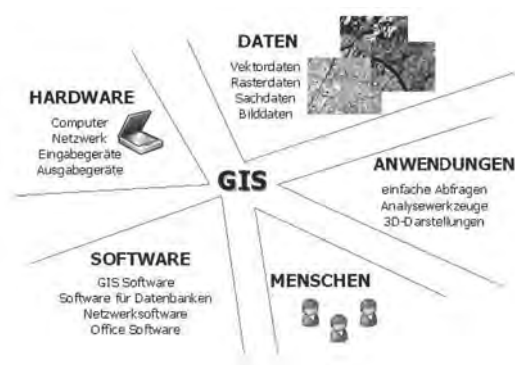 DATEN
Vektordaten
Rasterdaten
Sachdaten
Bilddaten
HARDWARE
Computer
Netzwerk
Eingabegeräte
Ausgabegeräte
GIS
ANWENDUNGEN
einfache Abfragen
Analysewerkzeuge
3D-Darstellungen
SOFTWARE
GIS Software
Software für Datenbanken
Netzwerksoftware
Office Software
MENSCHEN